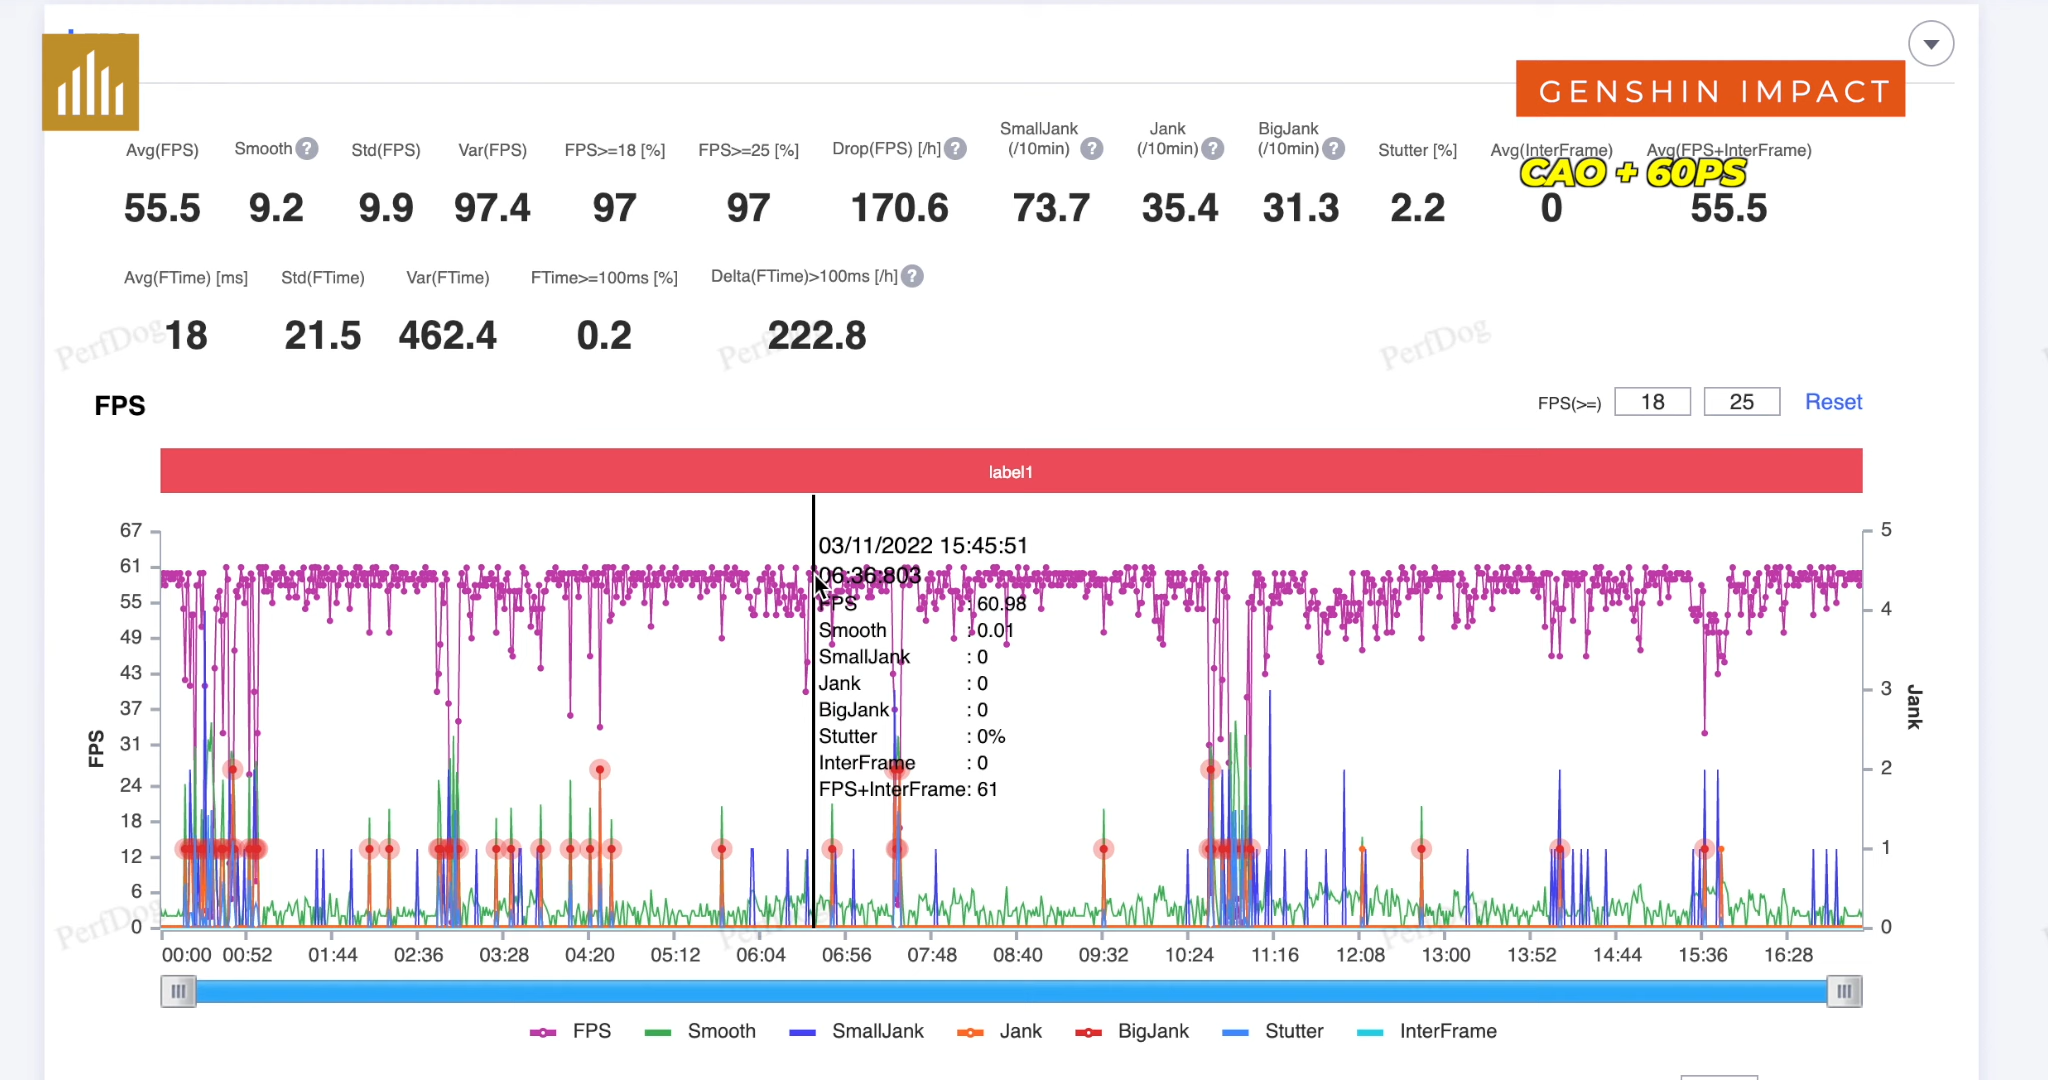 GENSHIN IMPACT
Avg(FPS) Smooth ? Std(FPS) Var(FPS) FPS>=18 [%] FPS>=25 [%] Drop(FPS) [/h] ? SmallJank (/10min) ? Jank (/10min) ? BigJank (/10min) ? Stutter [%] Avg(InterFrame) Avg(FPS+InterFrame)
CAO + 60PS
55.5 9.2 9.9 97.4 97 97 170.6 73.7 35.4 31.3 2.2 0 55.5
Avg(FTime) [ms] Std(FTime) Var(FTime) FTime>=100ms [%] Delta(FTime)>100ms [/h] ?
18 21.5 462.4 0.2 222.8
PerfDog PerfDog PerfDog
FPS
FPS(>=) 18 25 Reset
label1
67
61
55
49
43
37
31
24
18
12
6
0
FPS
5
4
3
2
1
0
Jank
03/11/2022 15:45:51
06:36:803
FPS : 60.98
Smooth : 0.01
SmallJank : 0
Jank : 0
BigJank : 0
Stutter : 0%
InterFrame : 0
FPS+InterFrame: 61
PerfDog PerfDog PerfDog
00:00 00:52 01:44 02:36 03:28 04:20 05:12 06:04 06:56 07:48 08:40 09:32 10:24 11:16 12:08 13:00 13:52 14:44 15:36 16:28
FPS Smooth SmallJank Jank BigJank Stutter InterFrame